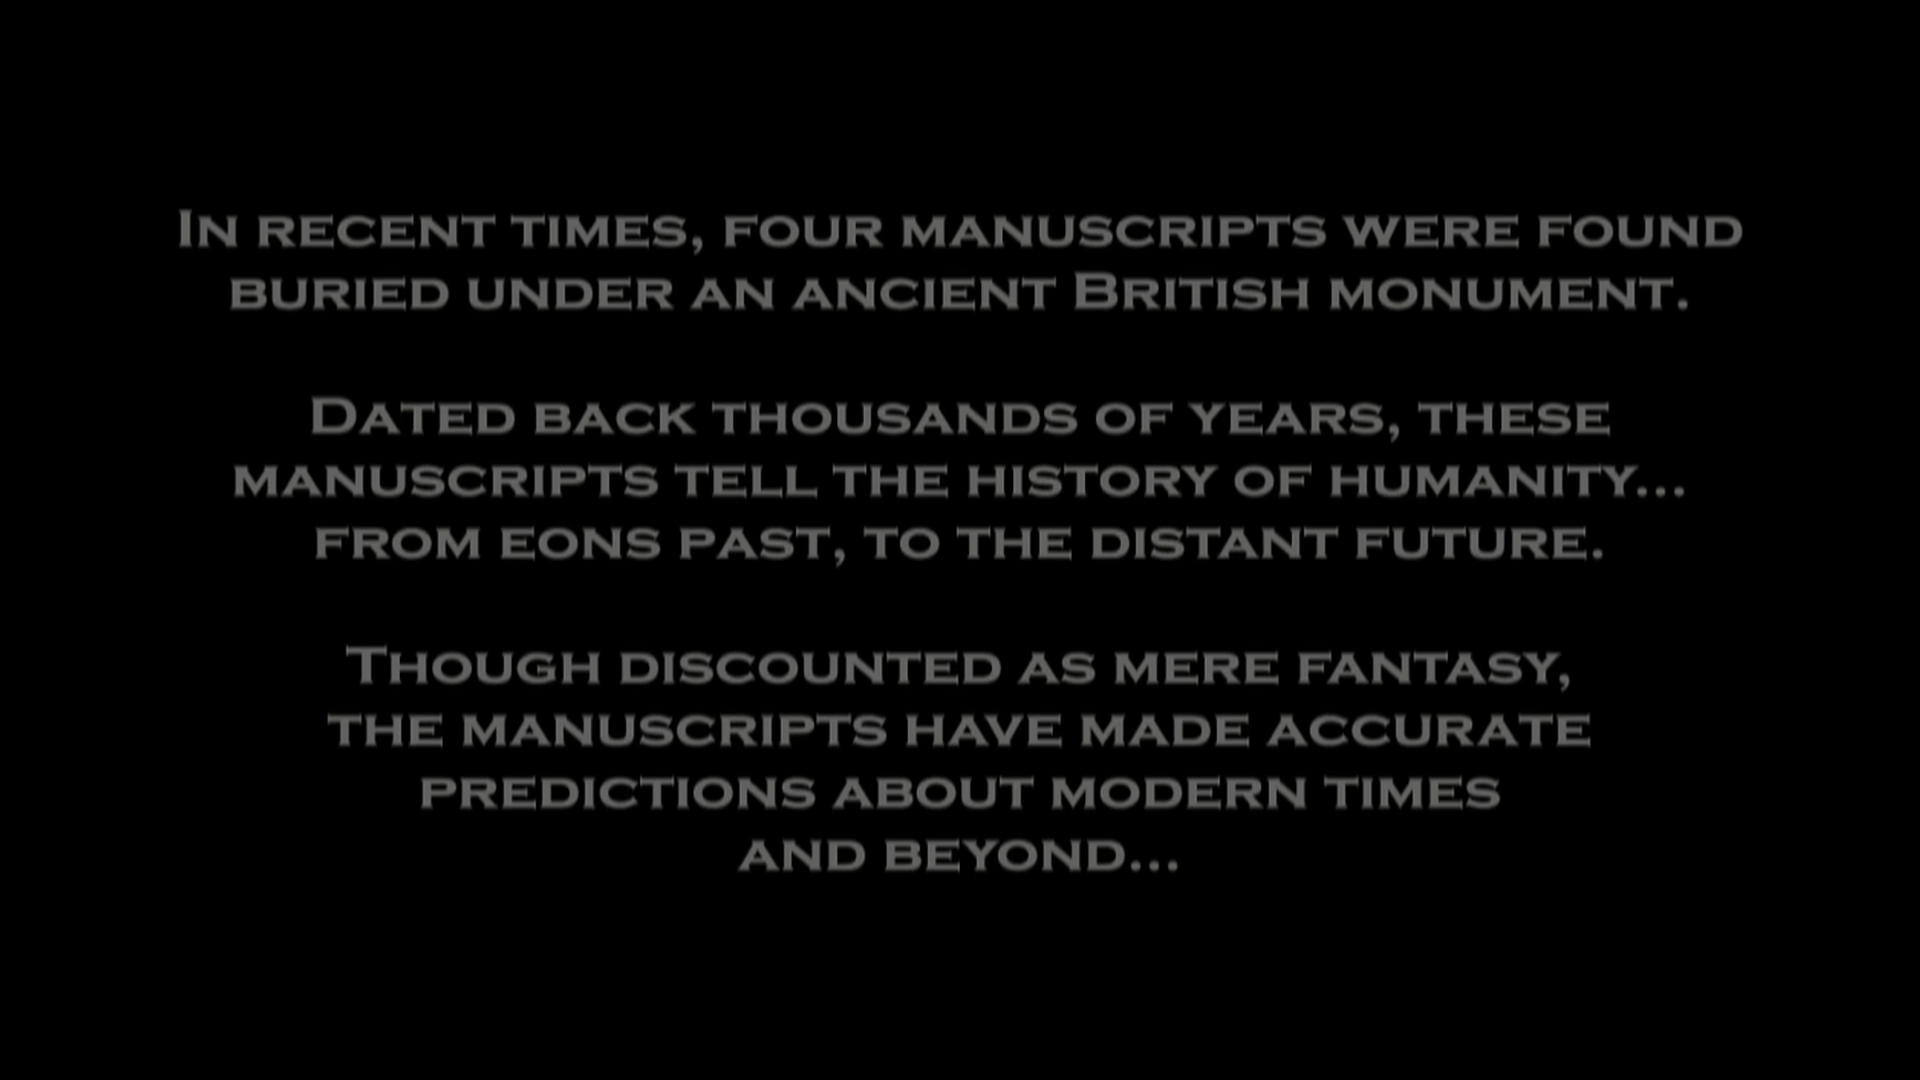 In recent times, four manuscripts were found
buried under an ancient British monument.
Dated back thousands of years, these
manuscripts tell the history of humanity...
from eons past, to the distant future.
Though discounted as mere fantasy,
the manuscripts have made accurate
predictions about modern times
and beyond...